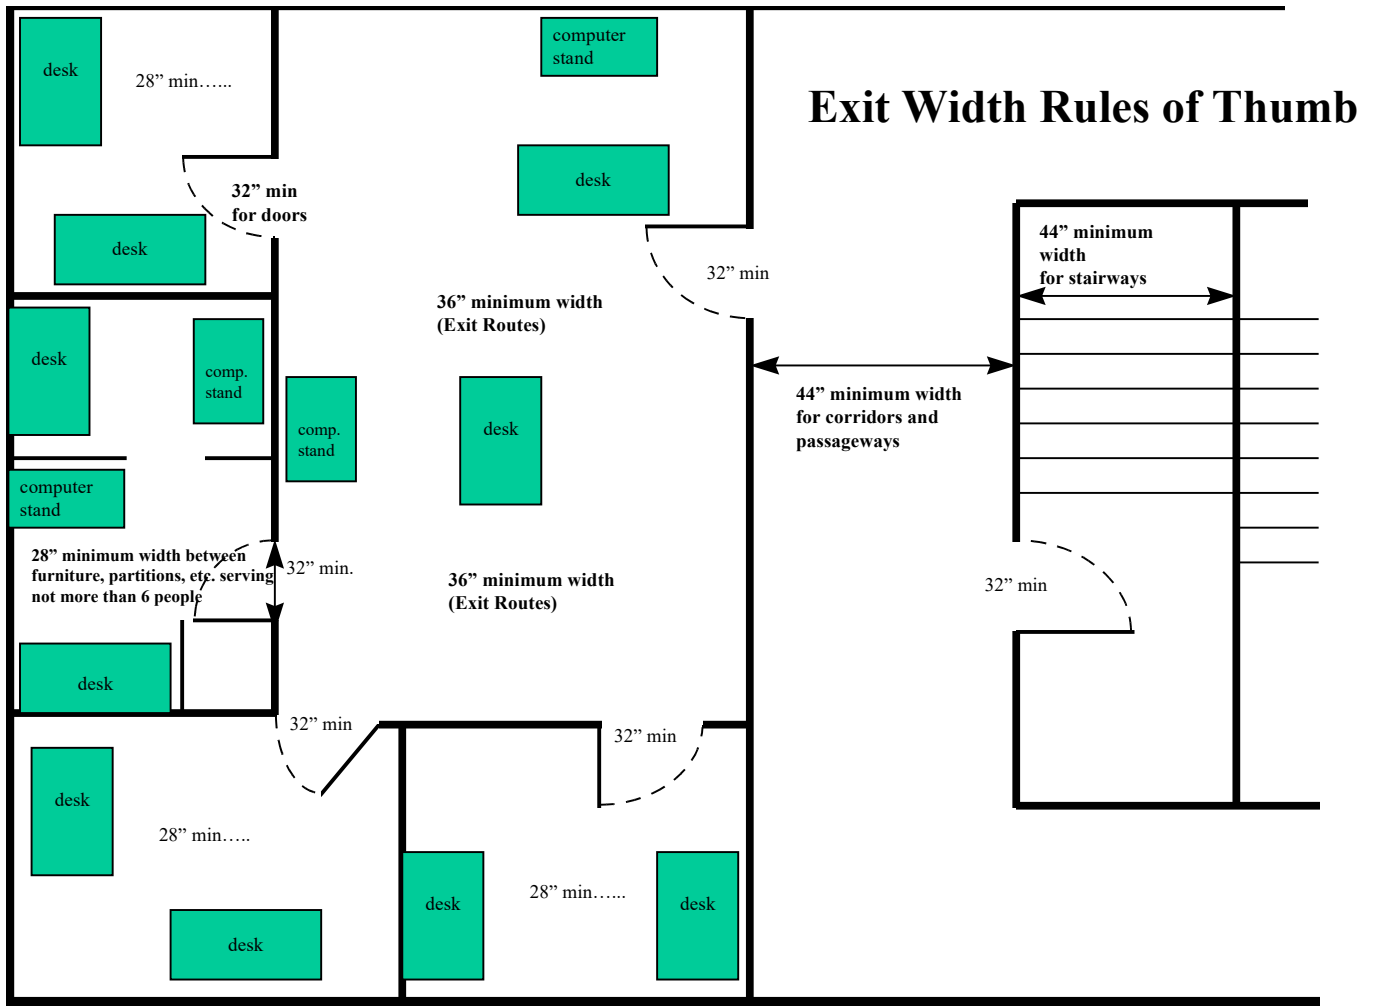 Exit Width Rules of Thumb
desk
28” min…...
computer
stand
desk
32” min
for doors
desk
32” min
36” minimum width
(Exit Routes)
44” minimum
width
for stairways
desk
comp.
stand
comp.
stand
desk
44” minimum width
for corridors and
passageways
computer
stand
28” minimum width between
furniture, partitions, etc. serving
not more than 6 people
32” min.
36” minimum width
(Exit Routes)
32” min
desk
32” min
32” min
desk
28” min…..
desk
desk
28” min…...
desk